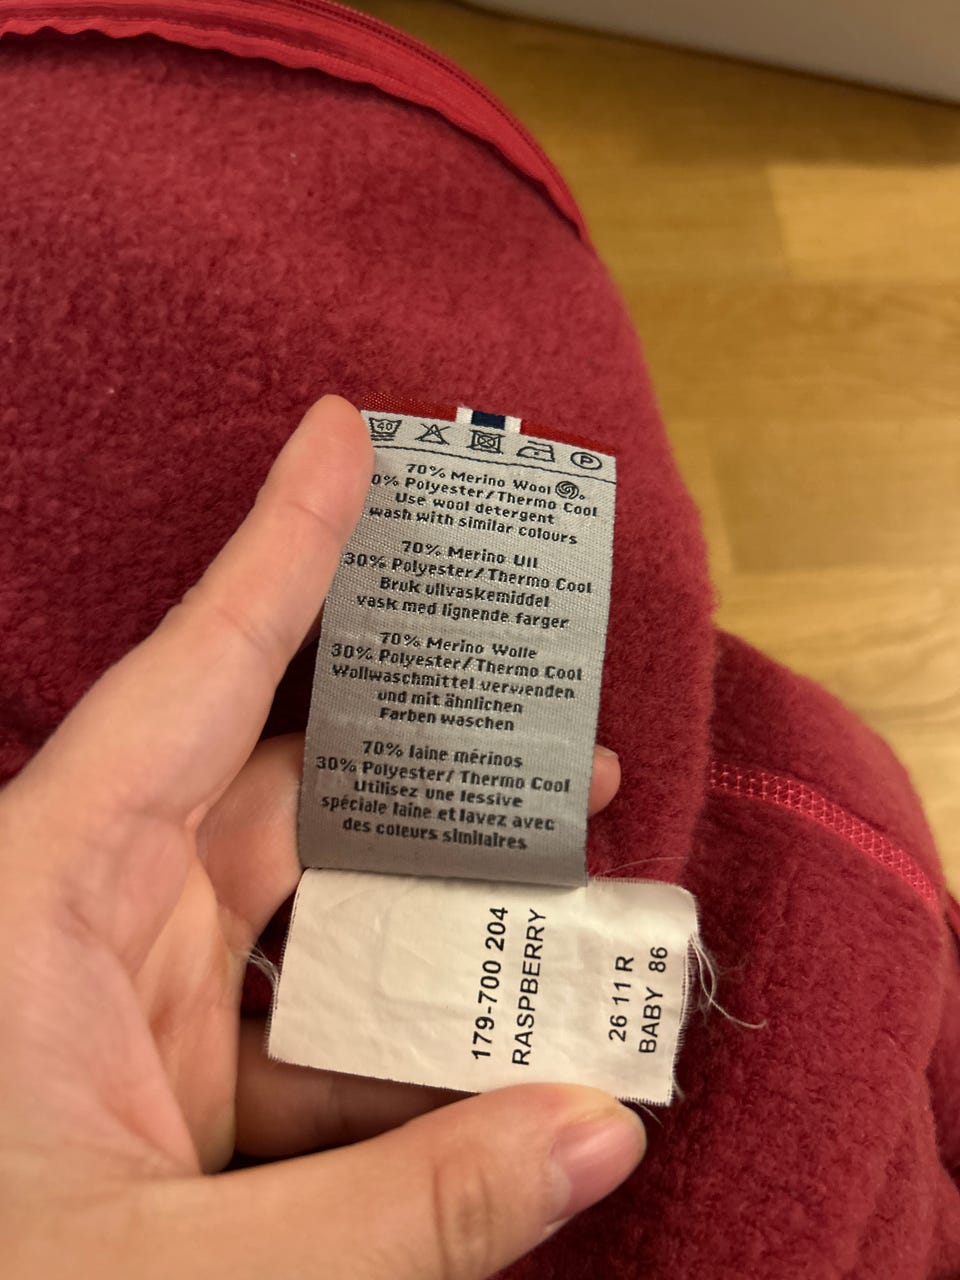 40
P
70% Merino Wool
0% Polyester/Thermo Cool
Use wool detergent
wash with similar colours
70% Merino Ull
30% Polyester/Thermo Cool
Bruk ullvaskemiddel
vask med lignende farger
70% Merino Wolle
30% Polyester/Thermo Cool
Wollwaschmittel verwenden
und mit ähnlichen
Farben waschen
70% laine mérinos
30% Polyester/ Thermo Cool
Utilisez une lessive
spéciale laine et lavez avec
des coleurs similaires
179-700 204
RASPBERRY
26 11 R
BABY 86